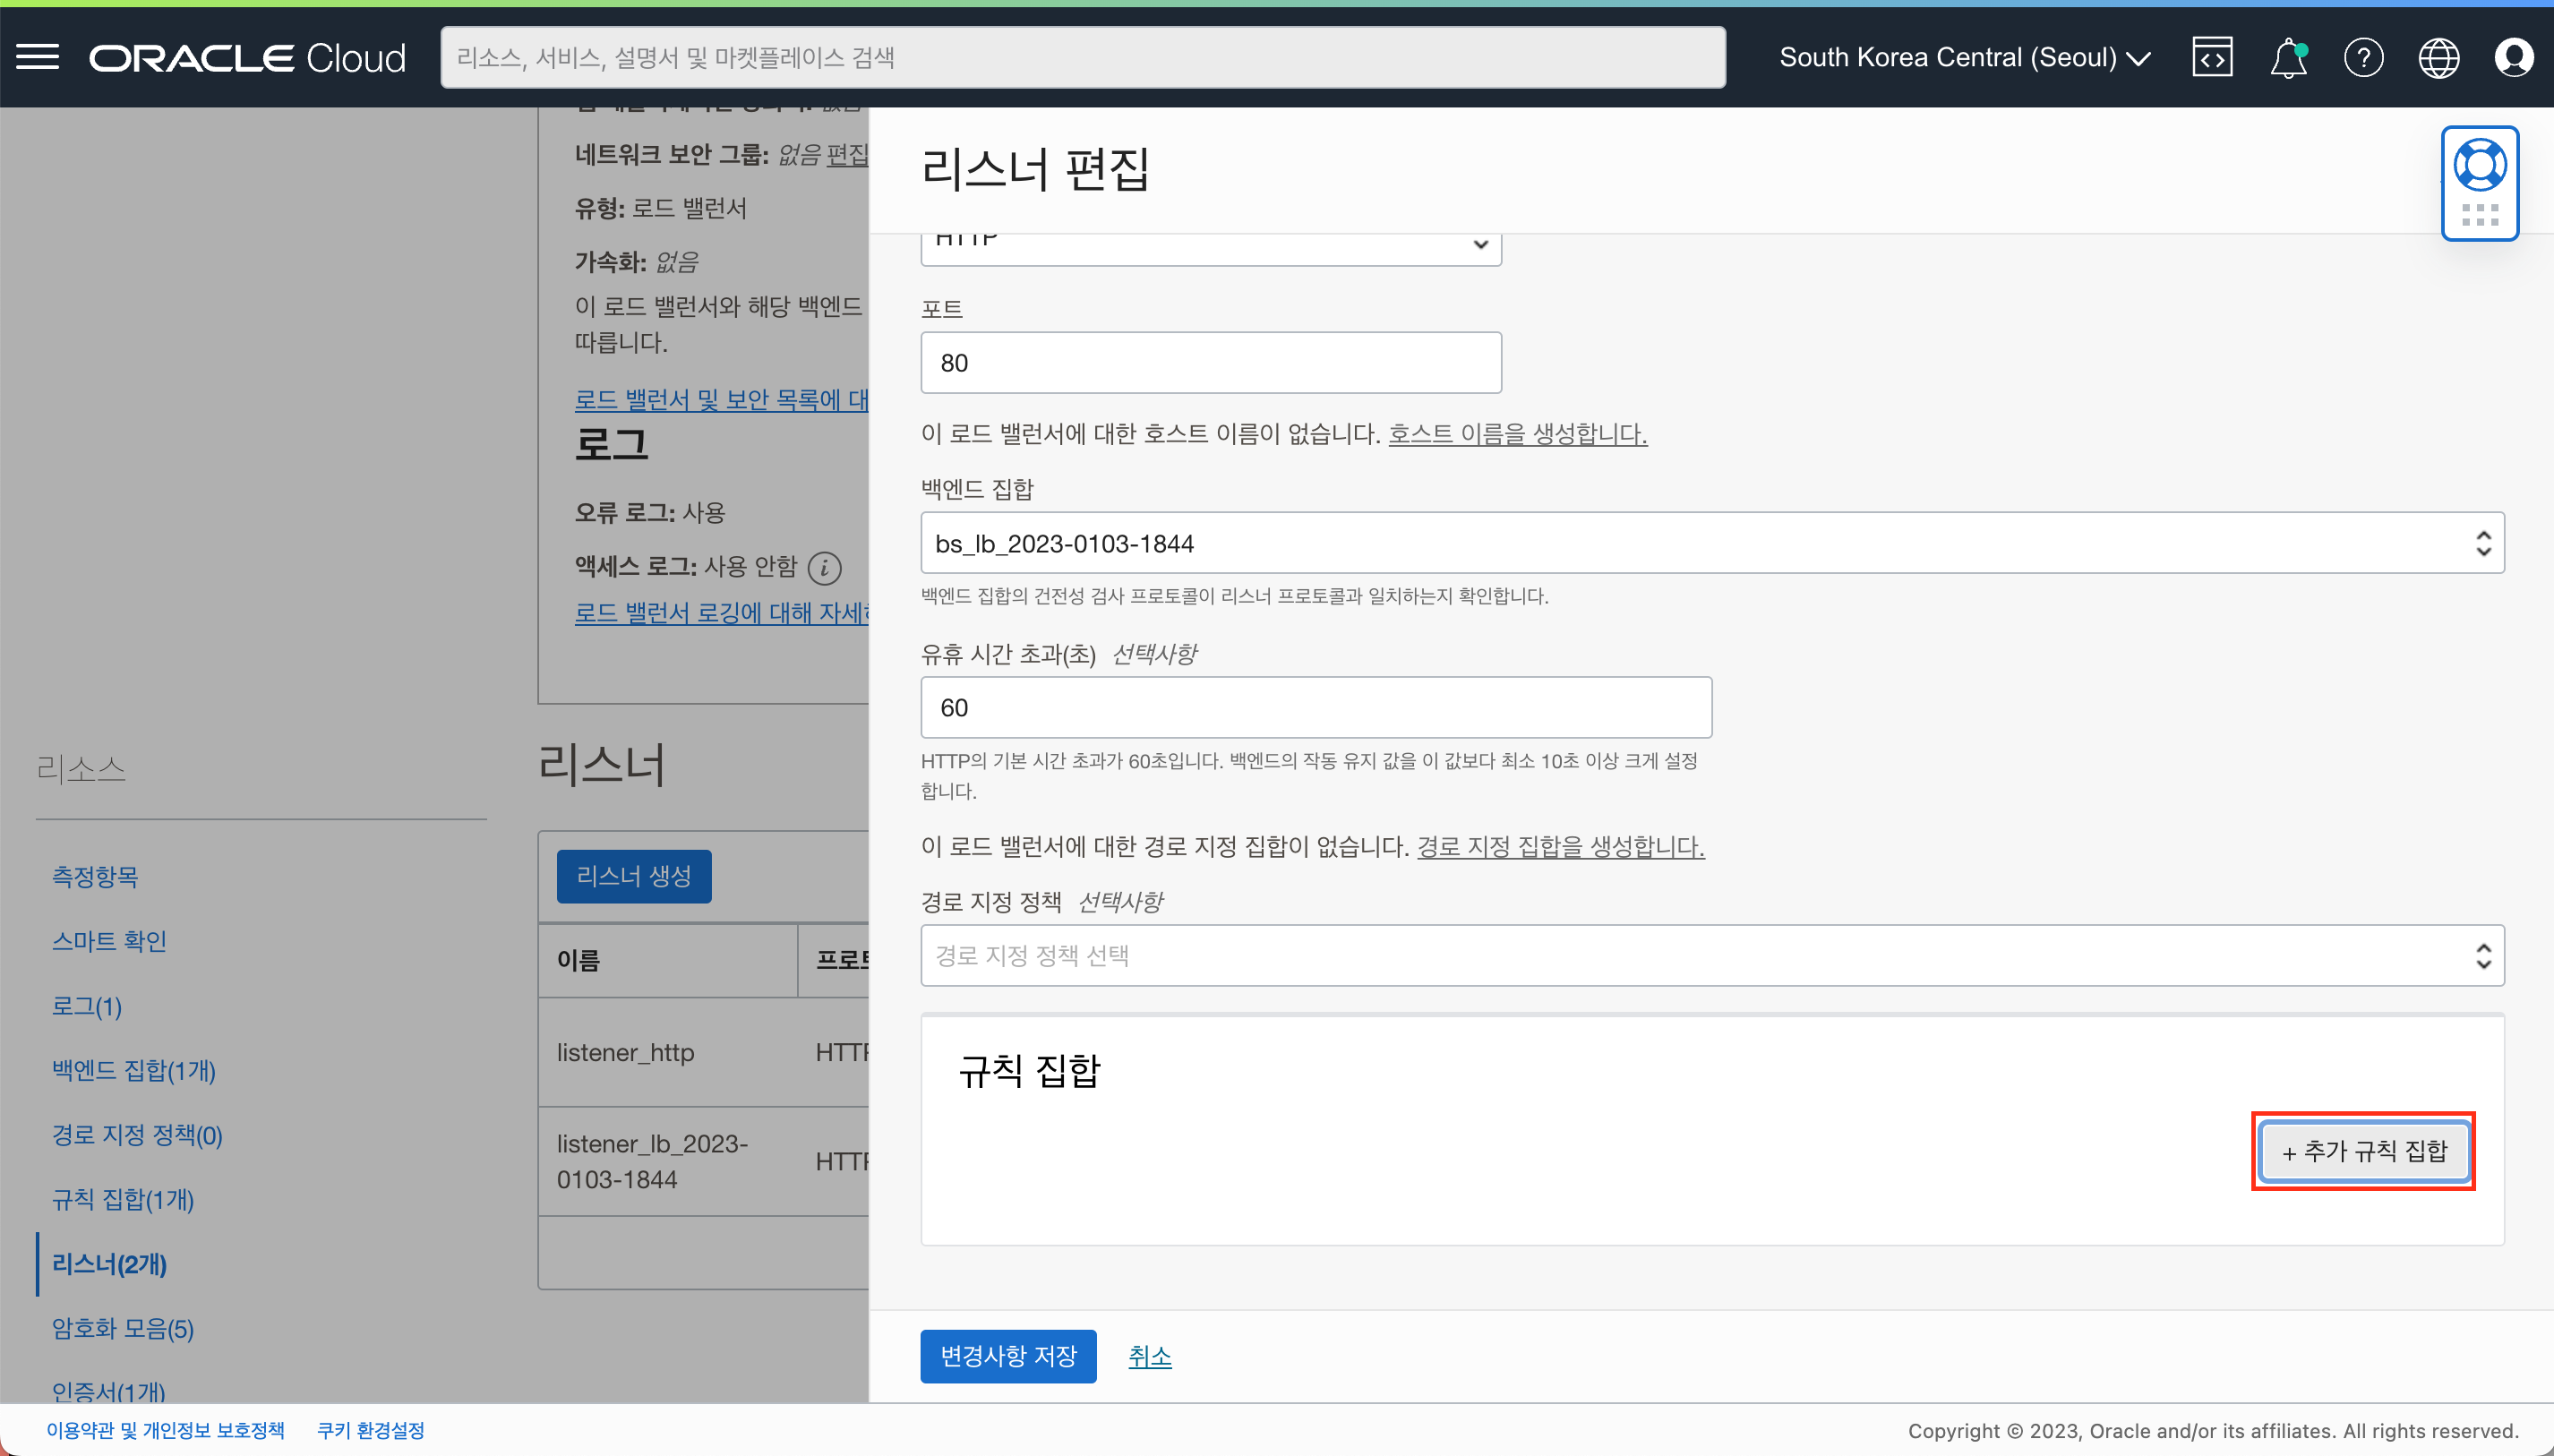 ORACLE Cloud
리소스, 서비스, 설명서 및 마켓플레이스 검색
South Korea Central (Seoul)
네트워크 보안 그룹: 없음 편집
유형: 로드 밸런서
가속화: 없음
이 로드 밸런서와 해당 백엔드
따릅니다.
로드 밸런서 및 보안 목록에 대
로그
오류 로그: 사용
액세스 로그: 사용 안함
로드 밸런서 로깅에 대해
리소스
측정항목
스마트 확인
로그(1)
백엔드 집합(1개)
경로 지정 정책(0)
규칙 집합(1개)
리스너(2개)
암호화 모음(5)
인증서(1개)
리스너
리스너 생성
이름
listener_http
listener_lb_2023-
0103-1844
리스너 편집
HTTP
포트
80
이 로드 밸런서에 대한 호스트 이름이 없습니다. 호스트 이름을 생성합니다.
백엔드 집합
bs_lb_2023-0103-1844
백엔드 집합의 건전성 검사 프로토콜이 리스너 프로토콜과 일치하는지 확인합니다.
유휴 시간 초과(초) 선택사항
60
HTTP의 기본 시간 초과가 60초입니다. 백엔드의 작동 유지 값을 이 값보다 최소 10초 이상 크게 설정
합니다.
이 로드 밸런서에 대한 경로 지정 집합이 없습니다. 경로 지정 집합을 생성합니다.
경로 지정 정책 선택사항
경로 지정 정책 선택
규칙 집합
+ 추가 규칙 집합
변경사항 저장 취소
이용약관 및 개인정보 보호정책 쿠키 환경설정
Copyright © 2023, Oracle and/or its affiliates. All rights reserved.